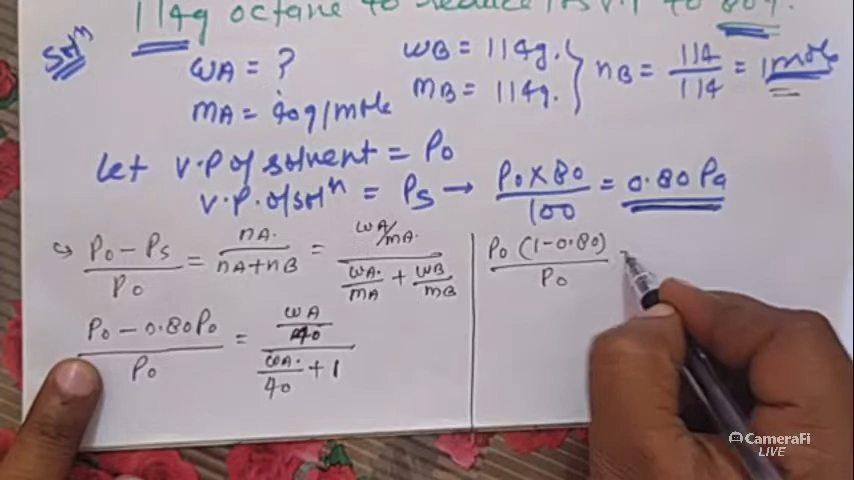 114g octane to reduce its v.p to 80%.
Solⁿ
wA = ?
wB = 114g.
mA = 40g/mole
mB = 114g.
nB = 114/114 = 1mole
Let V.P of solvent = P₀
V.P. of solⁿ = Ps → P₀×80/100 = 0.80 P₀
P₀ - Ps / P₀ = nA. / nA+nB = wA/mA. / wA./mA + wB/mB
P₀ (1-0.80) / P₀ =
P₀ - 0.80P₀ / P₀ = wA/40 / wA./40 + 1
CameraFi
LIVE